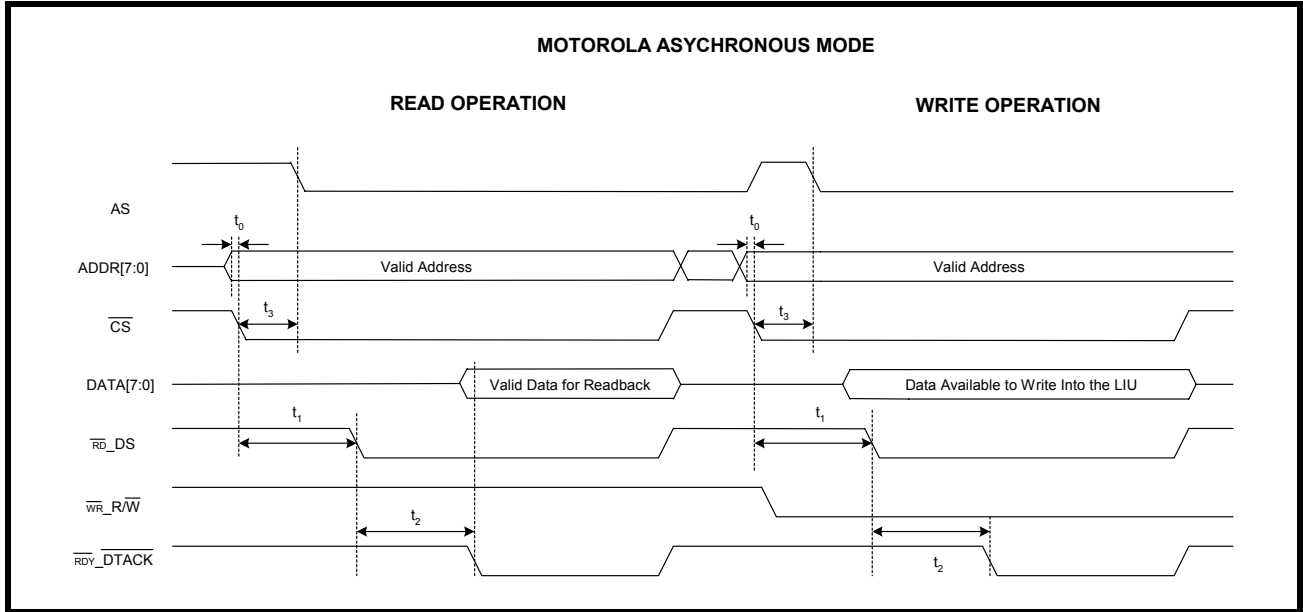 MOTOROLA ASYCHRONOUS MODE
READ OPERATION WRITE OPERATION
AS
t0 t0
ADDR[7:0] Valid Address Valid Address
t3 t3
CS
DATA[7:0] Valid Data for Readback Data Available to Write Into the LIU
t1 t1
RD_DS
WR_R/W
t2
RDY_DTACK
t2